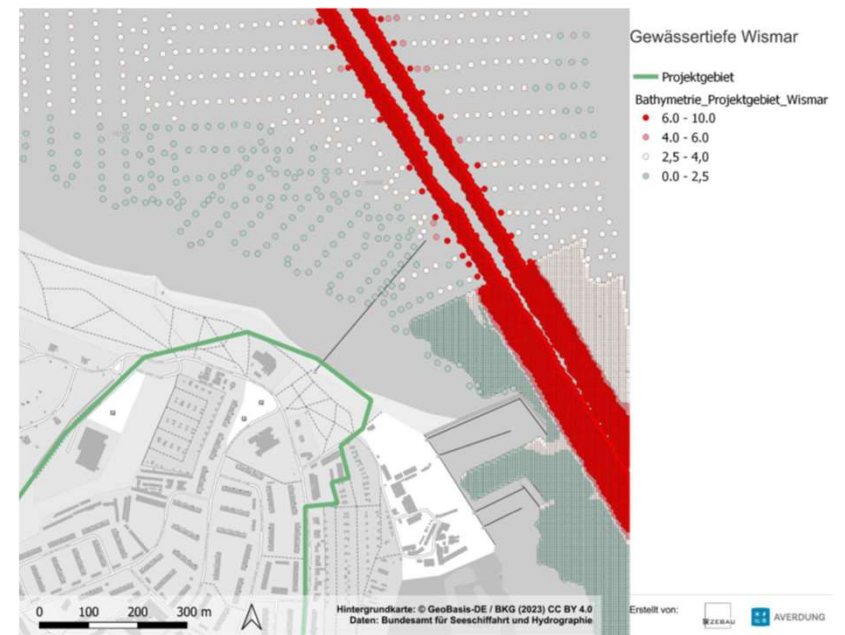 Gewässertiefe Wismar
Projektgebiet
Bathymetrie_Projektgebiet_Wismar
6.0 - 10.0
4.0 - 6.0
2,5 - 4,0
0.0 - 2,5
0 100 200 300 m
Hintergrundkarte: © GeoBasis-DE / BKG (2023) CC BY 4.0
Daten: Bundesamt für Seeschiffahrt und Hydrographie
Erstellt von:
ZEBAU
AVERDUNG